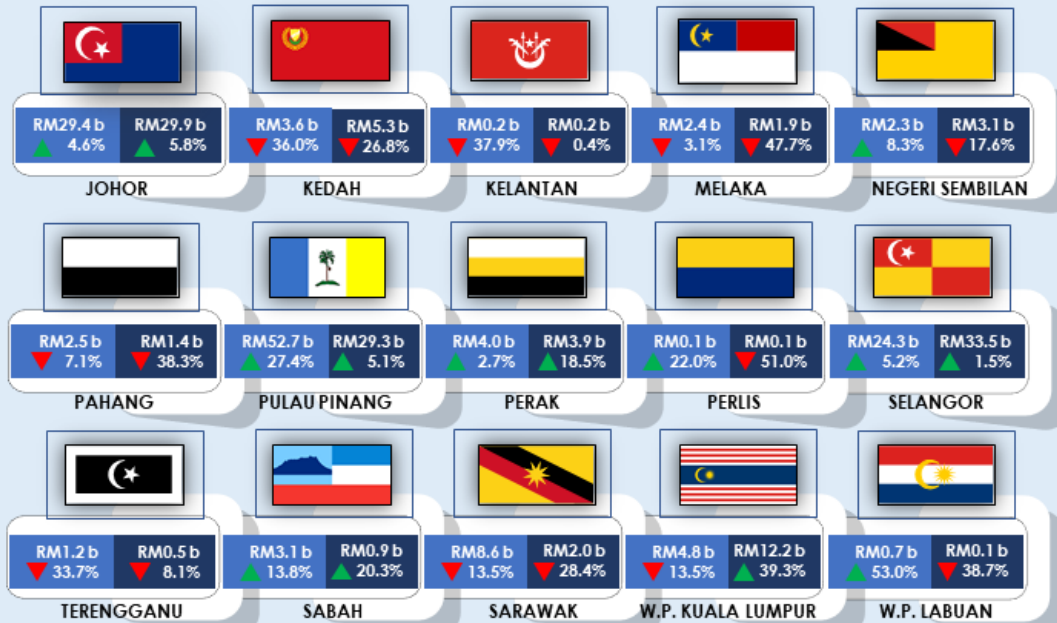 RM29.4 b RM29.9 b
4.6% 5.8%
JOHOR
RM3.6 b RM5.3 b
36.0% 26.8%
KEDAH
RM0.2 b RM0.2 b
37.9% 0.4%
KELANTAN
RM2.4 b RM1.9 b
3.1% 47.7%
MELAKA
RM2.3 b RM3.1 b
8.3% 17.6%
NEGERI SEMBILAN
RM2.5 b RM1.4 b
7.1% 38.3%
PAHANG
RM52.7 b RM29.3 b
27.4% 5.1%
PULAU PINANG
RM4.0 b RM3.9 b
2.7% 18.5%
PERAK
RM0.1 b RM0.1 b
22.0% 51.0%
PERLIS
RM24.3 b RM33.5 b
5.2% 1.5%
SELANGOR
RM1.2 b RM0.5 b
33.7% 8.1%
TERENGGANU
RM3.1 b RM0.9 b
13.8% 20.3%
SABAH
RM8.6 b RM2.0 b
13.5% 28.4%
SARAWAK
RM4.8 b RM12.2 b
13.5% 39.3%
W.P. KUALA LUMPUR
RM0.7 b RM0.1 b
53.0% 38.7%
W.P. LABUAN